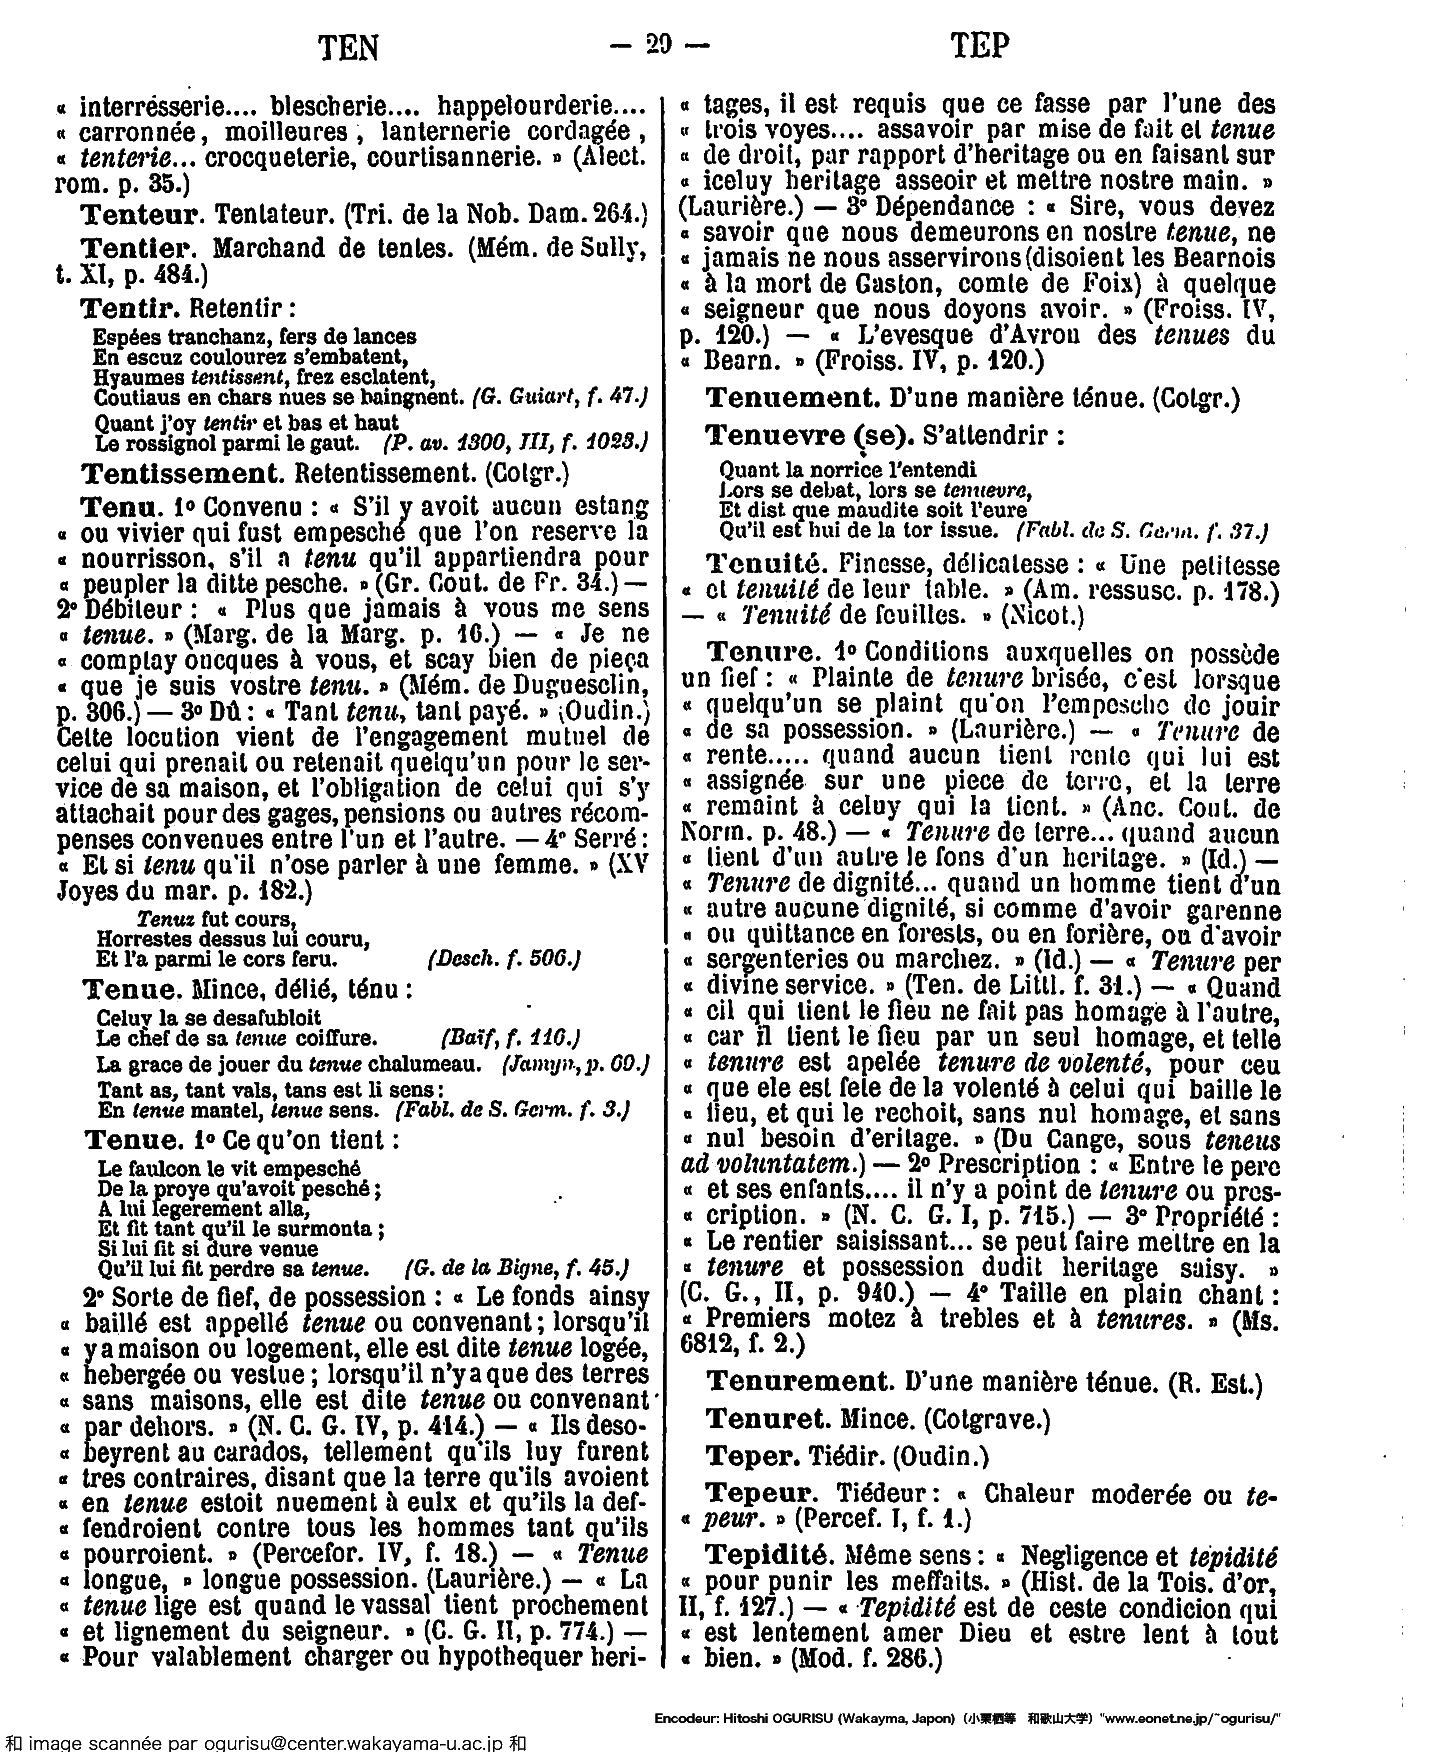 TEN — 29 — TEP
« interrésserie.... blescherie.... happelourderie....
« carronnée, moilleures, lanternerie cordagée,
« tenterie... crocqueterie, courtisannerie. » (Alect.
rom. p. 35.)
Tenteur. Tentateur. (Tri. de la Nob. Dam. 264.)
Tentier. Marchand de tentes. (Mém. de Sully,
t. XI, p. 484.)
Tentir. Retentir :
Espées tranchanz, fers de lances
En escuz coulourez s'embatent,
Hyaumes tentissent, frez esclatent,
Coutiaus en chars nues se baingnent. (G. Guiart, f. 47.)
Quant j'oy tentir et bas et haut
Le rossignol parmi le gaut. (P. av. 1300, III, f. 1023.)
Tentissement. Retentissement. (Cotgr.)
Tenu. 1º Convenu : « S'il y avoit aucun estang
« ou vivier qui fust empesché que l'on reserve la
« nourrisson, s'il a tenu qu'il appartiendra pour
« peupler la ditte pesche. » (Gr. Cout. de Fr. 34.) —
2º Débiteur : « Plus que jamais à vous me sens
« tenue. » (Marg. de la Marg. p. 16.) — « Je ne
« complay oncques à vous, et scay bien de pieça
« que je suis vostre tenu. » (Mém. de Duguesclin,
p. 306.) — 3º Dû : « Tant tenu, tant payé. » (Oudin.)
Cette locution vient de l'engagement mutuel de
celui qui prenait ou retenait quelqu'un pour le ser-
vice de sa maison, et l'obligation de celui qui s'y
attachait pour des gages, pensions ou autres récom-
penses convenues entre l'un et l'autre. — 4º Serré :
« Et si tenu qu'il n'ose parler à une femme. » (XV
Joyes du mar. p. 182.)
Tenuz fut cours,
Horrestes dessus lui couru,
Et l'a parmi le cors feru. (Desch. f. 506.)
Tenue. Mince, délié, ténu :
Celuy la se desafubloit
Le chef de sa tenue coiffure. (Baïf, f. 116.)
La grace de jouer du tenue chalumeau. (Jamyn, p. 60.)
Tant as, tant vals, tans est li sens :
En tenue mantel, tenue sens. (Fabl. de S. Germ. f. 3.)
Tenue. 1º Ce qu'on tient :
Le faulcon le vit empesché
De la proye qu'avoit pesché ;
A lui legerement alla,
Et fit tant qu'il le surmonta ;
Si lui fit si dure venue
Qu'il lui fit perdre sa tenue. (G. de la Bigne, f. 45.)
2º Sorte de fief, de possession : « Le fonds ainsy
« baillé est appellé tenue ou convenant ; lorsqu'il
« y a maison ou logement, elle est dite tenue logée,
« hebergée ou vestue ; lorsqu'il n'y a que des terres
« sans maisons, elle est dite tenue ou convenant
« par dehors. » (N. C. G. IV, p. 414.) — « Ils deso-
« beyrent au carados, tellement qu'ils luy furent
« tres contraires, disant que la terre qu'ils avoient
« en tenue estoit nuement à eulx et qu'ils la def-
« fendroient contre tous les hommes tant qu'ils
« pourroient. » (Percefor. IV, f. 18.) — « Tenue
« longue, » longue possession. (Laurière.) — « La
« tenue lige est quand le vassal tient prochement
« et lignement du seigneur. » (C. G. II, p. 774.) —
« Pour valablement charger ou hypothequer heri-
« tages, il est requis que ce fasse par l'une des
« trois voyes.... assavoir par mise de fait et tenue
« de droit, par rapport d'heritage ou en faisant sur
« iceluy heritage asseoir et mettre nostre main. »
(Laurière.) — 3º Dépendance : « Sire, vous devez
« savoir que nous demeurons en nostre tenue, ne
« jamais ne nous asservirons (disoient les Bearnois
« à la mort de Gaston, comte de Foix) à quelque
« seigneur que nous doyons avoir. » (Froiss. IV,
p. 120.) — « L'evesque d'Avrou des tenues du
« Bearn. » (Froiss. IV, p. 120.)
Tenuement. D'une manière ténue. (Cotgr.)
Tenuevre (se). S'attendrir :
Quant la norrice l'entendi
Lors se debat, lors se tenuevre,
Et dist que maudite soit l'eure
Qu'il est hui de la tor issue. (Fabl. de S. Germ. f. 37.)
Tenuité. Finesse, délicatesse : « Une petitesse
« et tenuité de leur table. » (Am. ressusc. p. 178.)
— « Tenuité de feuilles. » (Nicot.)
Tenure. 1º Conditions auxquelles on possède
un fief : « Plainte de tenure brisée, c'est lorsque
« quelqu'un se plaint qu'on l'empesche de jouir
« de sa possession. » (Laurière.) — « Tenure de
« rente..... quand aucun tient rente qui lui est
« assignée sur une piece de terre, et la terre
« remaint à celuy qui la tient. » (Anc. Cout. de
Norm. p. 48.) — « Tenure de terre... quand aucun
« tient d'un autre le fons d'un heritage. » (Id.) —
« Tenure de dignité... quand un homme tient d'un
« autre aucune dignité, si comme d'avoir garenne
« ou quittance en forests, ou en forière, ou d'avoir
« sergenteries ou marchez. » (Id.) — « Tenure per
« divine service. » (Ten. de Littl. f. 31.) — « Quand
« cil qui tient le fieu ne fait pas homage à l'autre,
« car il tient le fieu par un seul homage, et telle
« tenure est apelée tenure de volenté, pour ceu
« que ele est fete de la volenté à celui qui baille le
« fieu, et qui le rechoit, sans nul homage, et sans
« nul besoin d'eritage. » (Du Cange, sous teneus
ad voluntatem.) — 2º Prescription : « Entre le pere
« et ses enfants.... il n'y a point de tenure ou pres-
« cription. » (N. C. G. I, p. 715.) — 3º Propriété :
« Le rentier saisissant... se peut faire mettre en la
« tenure et possession dudit heritage saisy. »
(C. G., II, p. 940.) — 4º Taille en plain chant :
« Premiers motez à trebles et à tenures. » (Ms.
6812, f. 2.)
Tenurement. D'une manière ténue. (R. Est.)
Tenuret. Mince. (Cotgrave.)
Teper. Tiédir. (Oudin.)
Tepeur. Tiédeur : « Chaleur moderée ou te-
« peur. » (Percef. I, f. 1.)
Tepidité. Même sens : « Negligence et tepidité
« pour punir les meffaits. » (Hist. de la Tois. d'or,
II, f. 127.) — « Tepidité est de ceste condicion qui
« est lentement amer Dieu et estre lent à tout
« bien. » (Mod. f. 286.)
Encodeur: Hitoshi OGURISU (Wakayma, Japon) (小栗栖等 和歌山大学) "www.eonet.ne.jp/~ogurisu/"
和 image scannée par ogurisu@center.wakayama-u.ac.jp 和